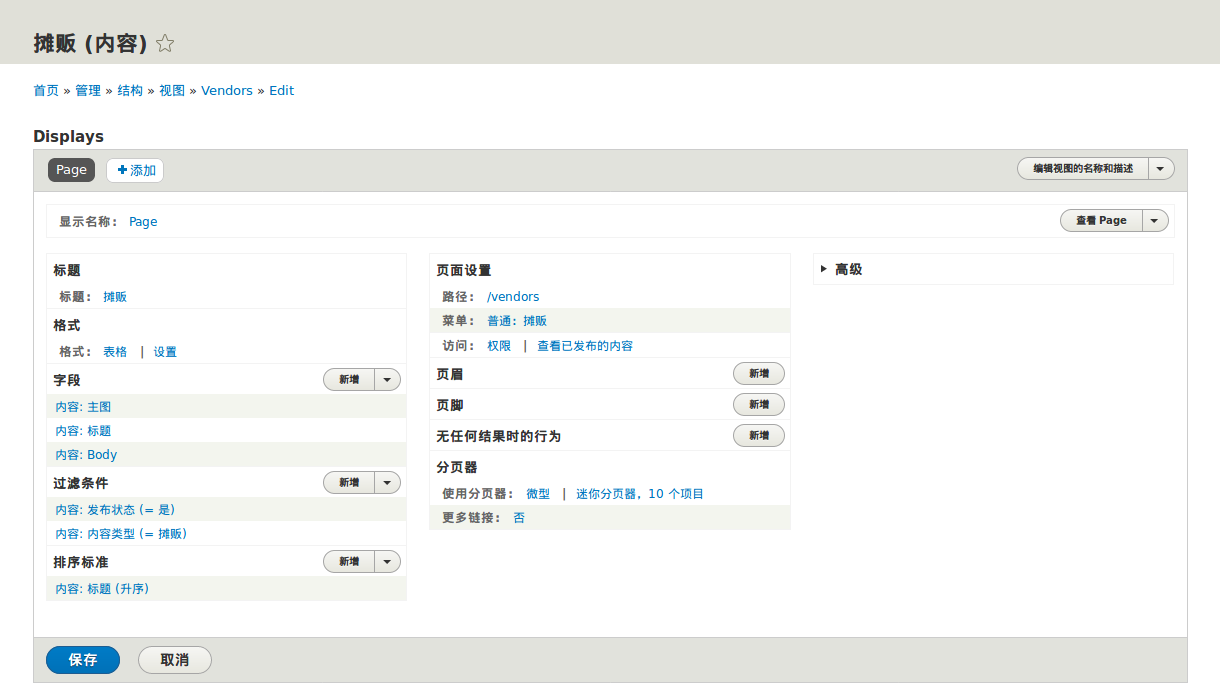 摊贩 (内容)
首页 » 管理 » 结构 » 视图 » Vendors » Edit
Displays
Page
添加
编辑视图的名称和描述
显示名称: Page
查看 Page
标题
标题: 摊贩
格式
格式: 表格 | 设置
字段
新增
内容: 主图
内容: 标题
内容: Body
过滤条件
新增
内容: 发布状态 (= 是)
内容: 内容类型 (= 摊贩)
排序标准
新增
内容: 标题 (升序)
页面设置
路径: /vendors
菜单: 普通: 摊贩
访问: 权限 | 查看已发布的内容
页眉
新增
页脚
新增
无任何结果时的行为
新增
分页器
使用分页器: 微型 | 迷你分页器, 10 个项目
更多链接: 否
高级
保存
取消